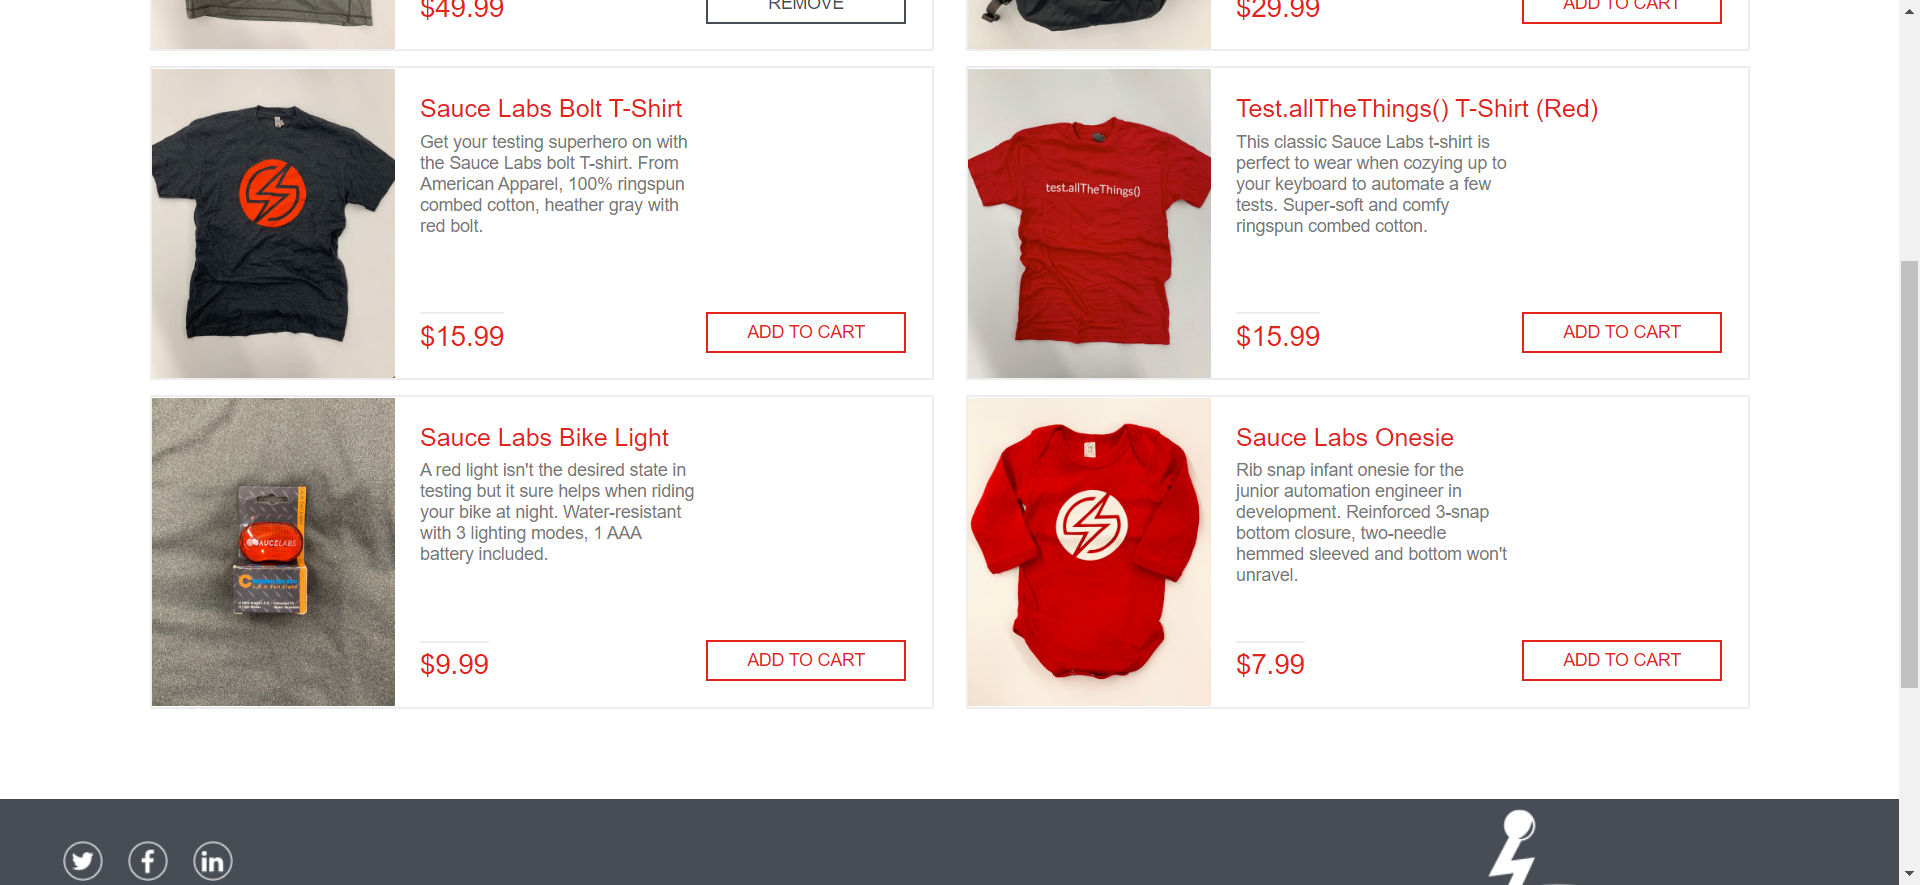 $49.99
REMOVE
$29.99
ADD TO CART
Sauce Labs Bolt T-Shirt
Get your testing superhero on with
the Sauce Labs bolt T-shirt. From
American Apparel, 100% ringspun
combed cotton, heather gray with
red bolt.
$15.99
ADD TO CART
test.allTheThings()
Test.allTheThings() T-Shirt (Red)
This classic Sauce Labs t-shirt is
perfect to wear when cozying up to
your keyboard to automate a few
tests. Super-soft and comfy
ringspun combed cotton.
$15.99
ADD TO CART
AUCELABS
Sauce Labs Bike Light
A red light isn't the desired state in
testing but it sure helps when riding
your bike at night. Water-resistant
with 3 lighting modes, 1 AAA
battery included.
$9.99
ADD TO CART
Sauce Labs Onesie
Rib snap infant onesie for the
junior automation engineer in
development. Reinforced 3-snap
bottom closure, two-needle
hemmed sleeved and bottom won't
unravel.
$7.99
ADD TO CART